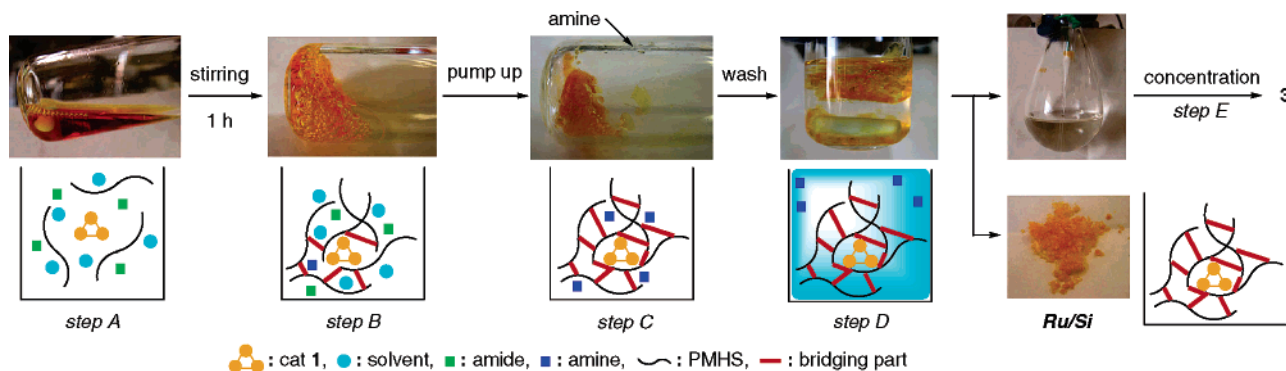 amine
stirring
1 h
pump up
wash
concentration
step E
3
step A
step B
step C
step D
Ru/Si
: cat 1, : solvent, : amide, : amine, : PMHS, : bridging part